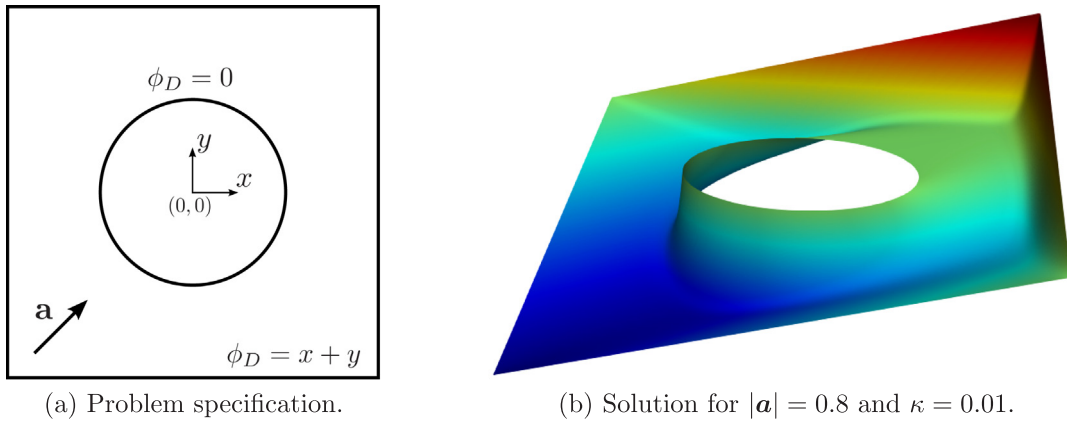 ϕ_D = 0
y
x
(0, 0)
a
ϕ_D = x + y
(a) Problem specification.
(b) Solution for |a| = 0.8 and κ = 0.01.